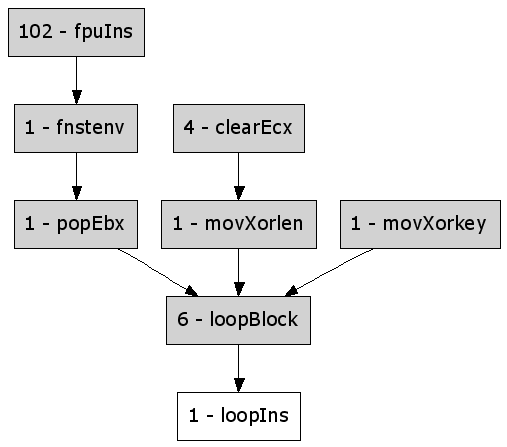 102 - fpuIns
1 - fnstenv
4 - clearEcx
1 - popEbx
1 - movXorlen
1 - movXorkey
6 - loopBlock
1 - loopIns